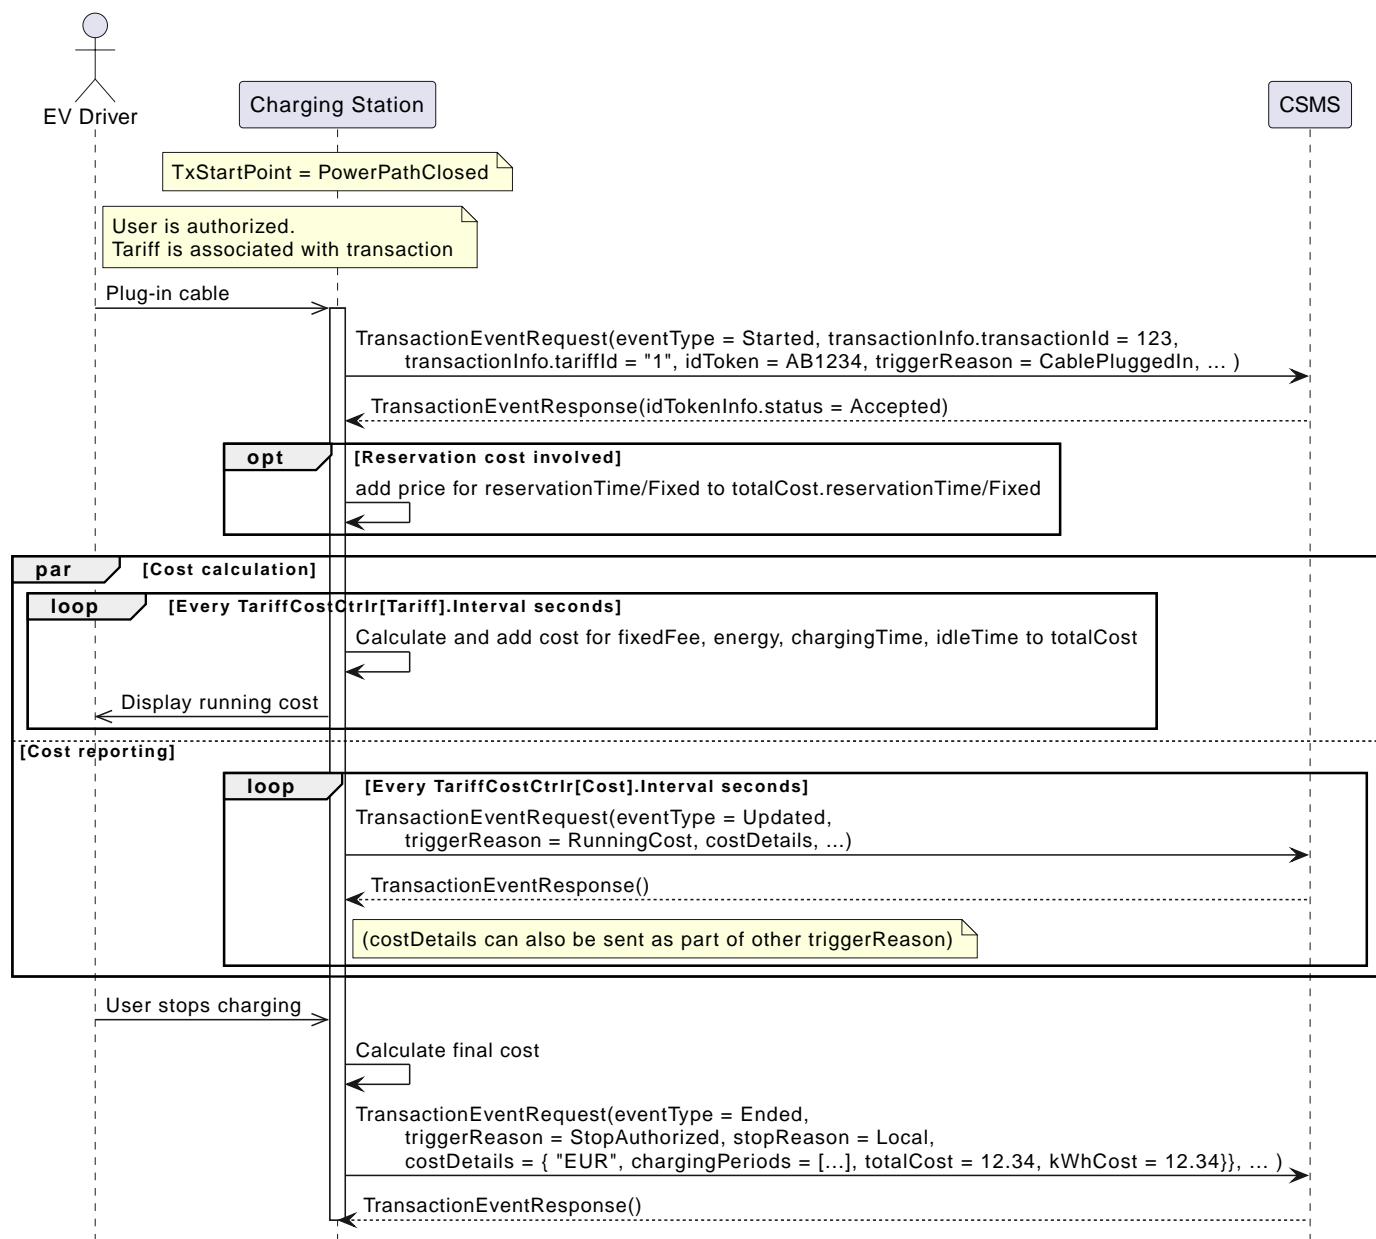 EV Driver
Charging Station
CSMS
TxStartPoint = PowerPathClosed
User is authorized.
Tariff is associated with transaction
Plug-in cable
TransactionEventRequest(eventType = Started, transactionInfo.transactionId = 123,
transactionInfo.tariffId = "1", idToken = AB1234, triggerReason = CablePluggedIn, ... )
TransactionEventResponse(idTokenInfo.status = Accepted)
opt [Reservation cost involved]
add price for reservationTime/Fixed to totalCost.reservationTime/Fixed
par [Cost calculation]
loop [Every TariffCostCtrlr[Tariff].Interval seconds]
Calculate and add cost for fixedFee, energy, chargingTime, idleTime to totalCost
Display running cost
[Cost reporting]
loop [Every TariffCostCtrlr[Cost].Interval seconds]
TransactionEventRequest(eventType = Updated,
triggerReason = RunningCost, costDetails, ...)
TransactionEventResponse()
(costDetails can also be sent as part of other triggerReason)
User stops charging
Calculate final cost
TransactionEventRequest(eventType = Ended,
triggerReason = StopAuthorized, stopReason = Local,
costDetails = { "EUR", chargingPeriods = [...], totalCost = 12.34, kWhCost = 12.34}}, ... )
TransactionEventResponse()